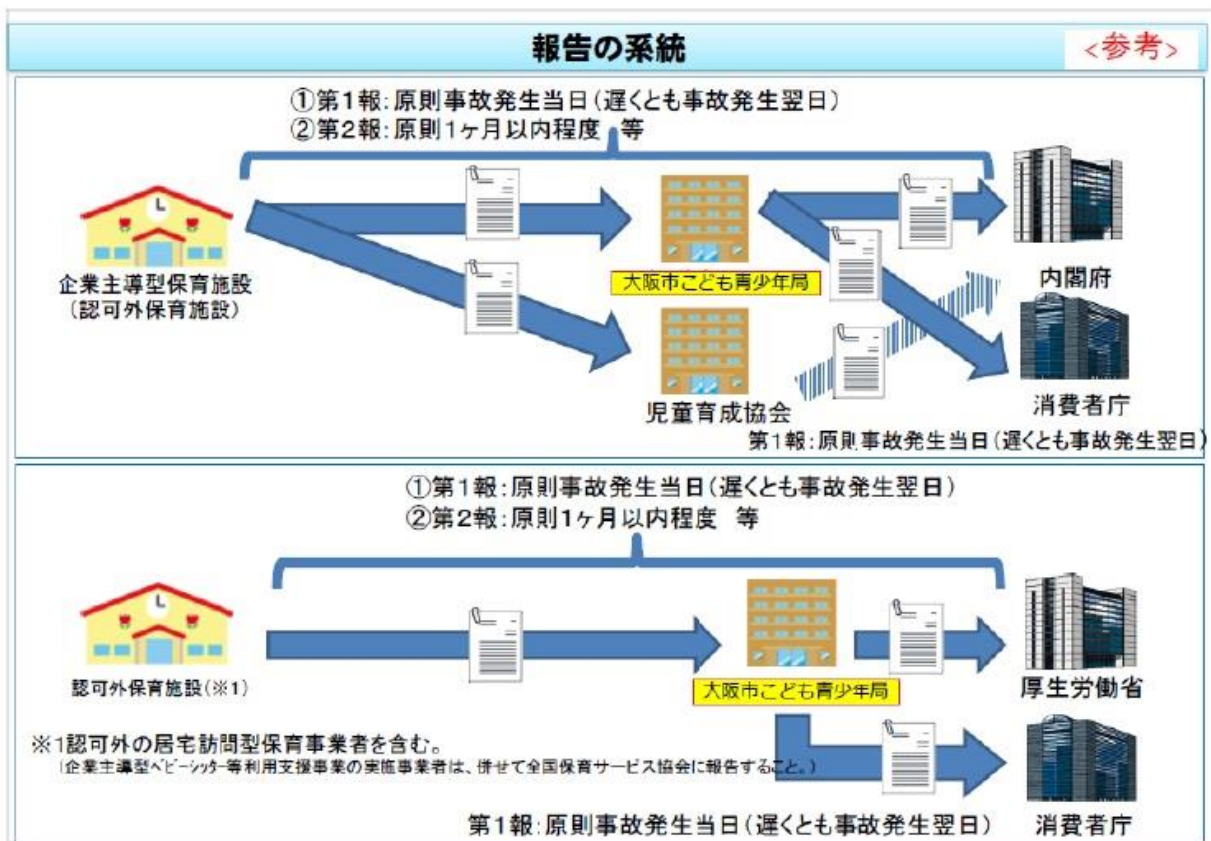 報告の系統
<参考>
①第1報:原則事故発生当日(遅くとも事故発生翌日)
②第2報:原則1ヶ月以内程度 等
企業主導型保育施設
(認可外保育施設)
大阪市こども青少年局
内閣府
児童育成協会
消費者庁
第1報:原則事故発生当日(遅くとも事故発生翌日)
①第1報:原則事故発生当日(遅くとも事故発生翌日)
②第2報:原則1ヶ月以内程度 等
認可外保育施設(※1)
大阪市こども青少年局
厚生労働省
※1認可外の居宅訪問型保育事業者を含む。
(企業主導型ベビーシッター等利用支援事業の実施事業者は、併せて全国保育サービス協会に報告すること。)
第1報:原則事故発生当日(遅くとも事故発生翌日)
消費者庁